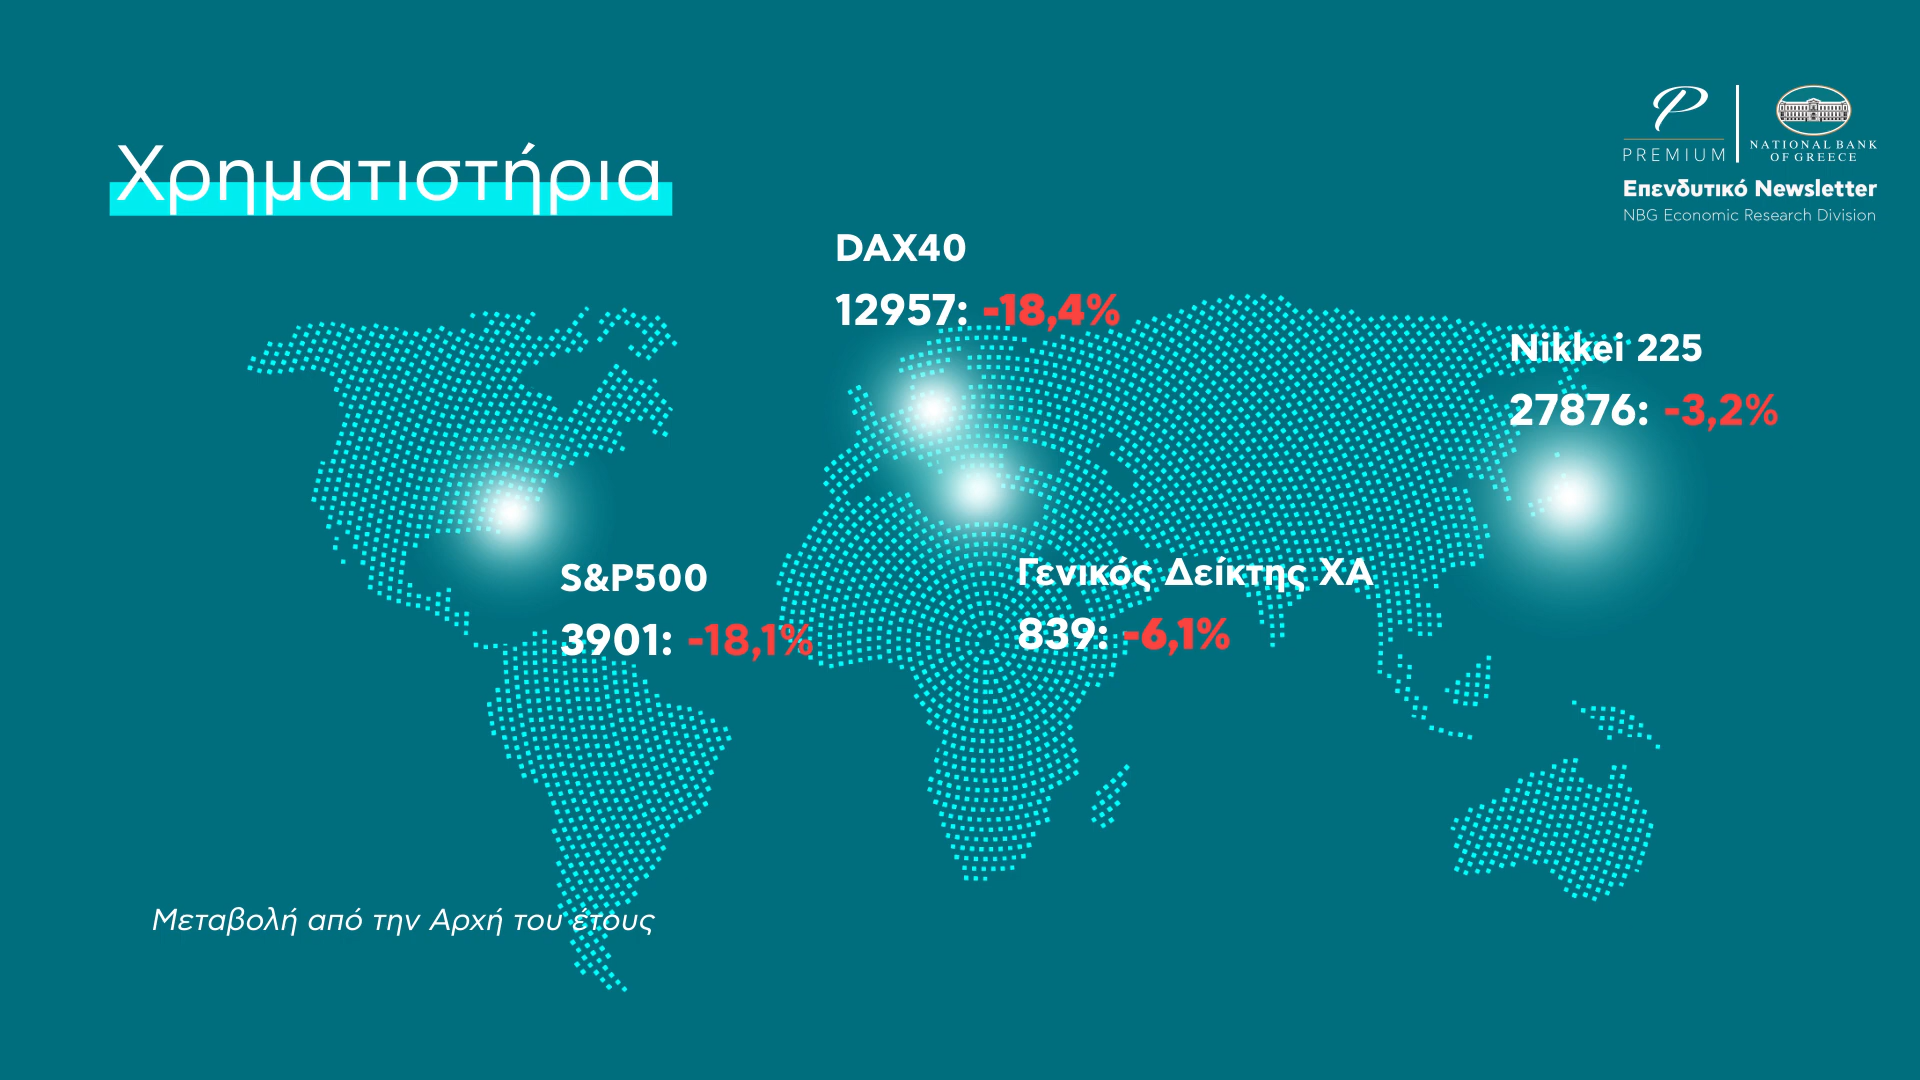 Χρηματιστήρια
P
PREMIUM
NATIONAL BANK
OF GREECE
Επενδυτικό Newsletter
NBG Economic Research Division
DAX40
12957: -18,4%
Nikkei 225
27876: -3,2%
S&P500
3901: -18,1%
Γενικός Δείκτης ΧΑ
839: -6,1%
Μεταβολή από την Αρχή του έτους